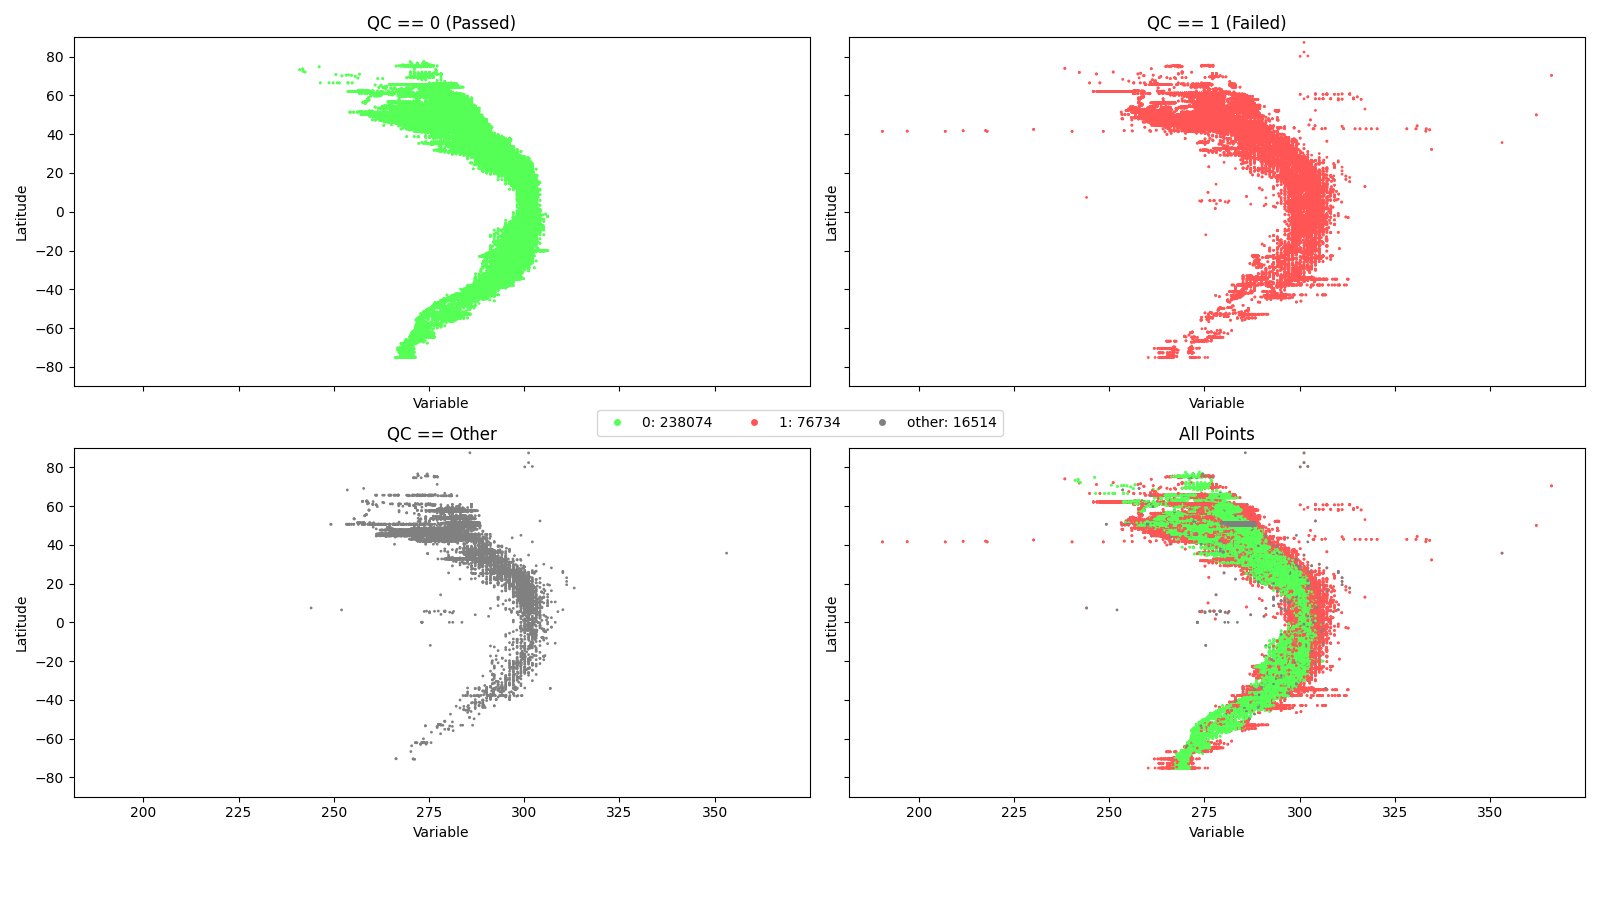 QC == 0 (Passed)
80
60
40
20
0
−20
−40
−60
−80
Latitude
Variable
QC == 1 (Failed)
Latitude
Variable
0: 238074
1: 76734
other: 16514
QC == Other
80
60
40
20
0
−20
−40
−60
−80
Latitude
200 225 250 275 300 325 350
Variable
All Points
Latitude
200 225 250 275 300 325 350
Variable